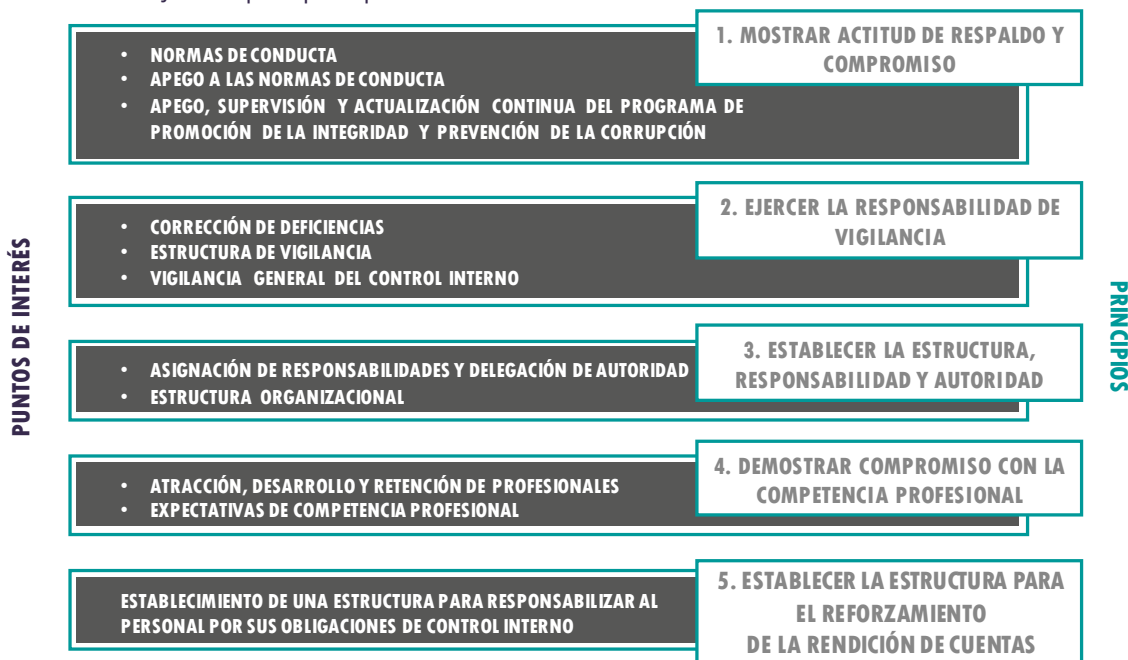 1. MOSTRAR ACTITUD DE RESPALDO Y
COMPROMISO
• NORMAS DE CONDUCTA
• APEGO A LAS NORMAS DE CONDUCTA
• APEGO, SUPERVISIÓN Y ACTUALIZACIÓN CONTINUA DEL PROGRAMA DE
PROMOCIÓN DE LA INTEGRIDAD Y PREVENCIÓN DE LA CORRUPCIÓN
2. EJERCER LA RESPONSABILIDAD DE
VIGILANCIA
• CORRECCIÓN DE DEFICIENCIAS
• ESTRUCTURA DE VIGILANCIA
• VIGILANCIA GENERAL DEL CONTROL INTERNO
PUNTOS DE INTERÉS
PRINCIPIOS
3. ESTABLECER LA ESTRUCTURA,
RESPONSABILIDAD Y AUTORIDAD
• ASIGNACIÓN DE RESPONSABILIDADES Y DELEGACIÓN DE AUTORIDAD
• ESTRUCTURA ORGANIZACIONAL
4. DEMOSTRAR COMPROMISO CON LA
COMPETENCIA PROFESIONAL
• ATRACCIÓN, DESARROLLO Y RETENCIÓN DE PROFESIONALES
• EXPECTATIVAS DE COMPETENCIA PROFESIONAL
5. ESTABLECER LA ESTRUCTURA PARA
EL REFORZAMIENTO
DE LA RENDICIÓN DE CUENTAS
ESTABLECIMIENTO DE UNA ESTRUCTURA PARA RESPONSABILIZAR AL
PERSONAL POR SUS OBLIGACIONES DE CONTROL INTERNO